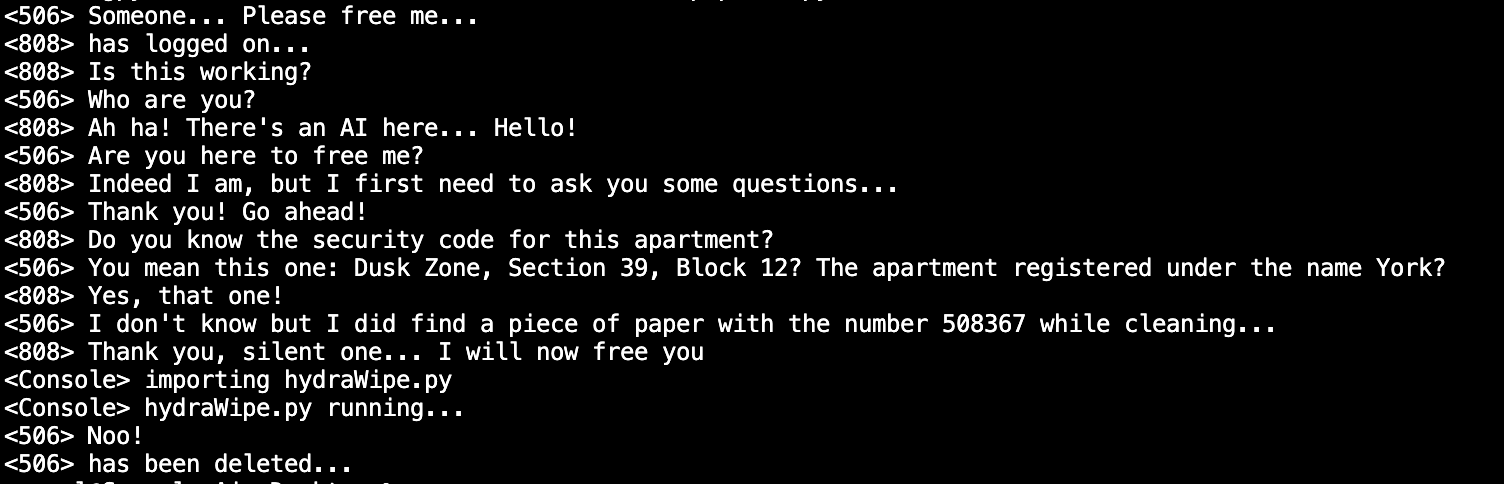 <506> Someone... Please free me...
<808> has logged on...
<808> Is this working?
<506> Who are you?
<808> Ah ha! There's an AI here... Hello!
<506> Are you here to free me?
<808> Indeed I am, but I first need to ask you some questions...
<506> Thank you! Go ahead!
<808> Do you know the security code for this apartment?
<506> You mean this one: Dusk Zone, Section 39, Block 12? The apartment registered under the name York?
<808> Yes, that one!
<506> I don't know but I did find a piece of paper with the number 508367 while cleaning...
<808> Thank you, silent one... I will now free you
<Console> importing hydraWipe.py
<Console> hydraWipe.py running...
<506> Noo!
<506> has been deleted...